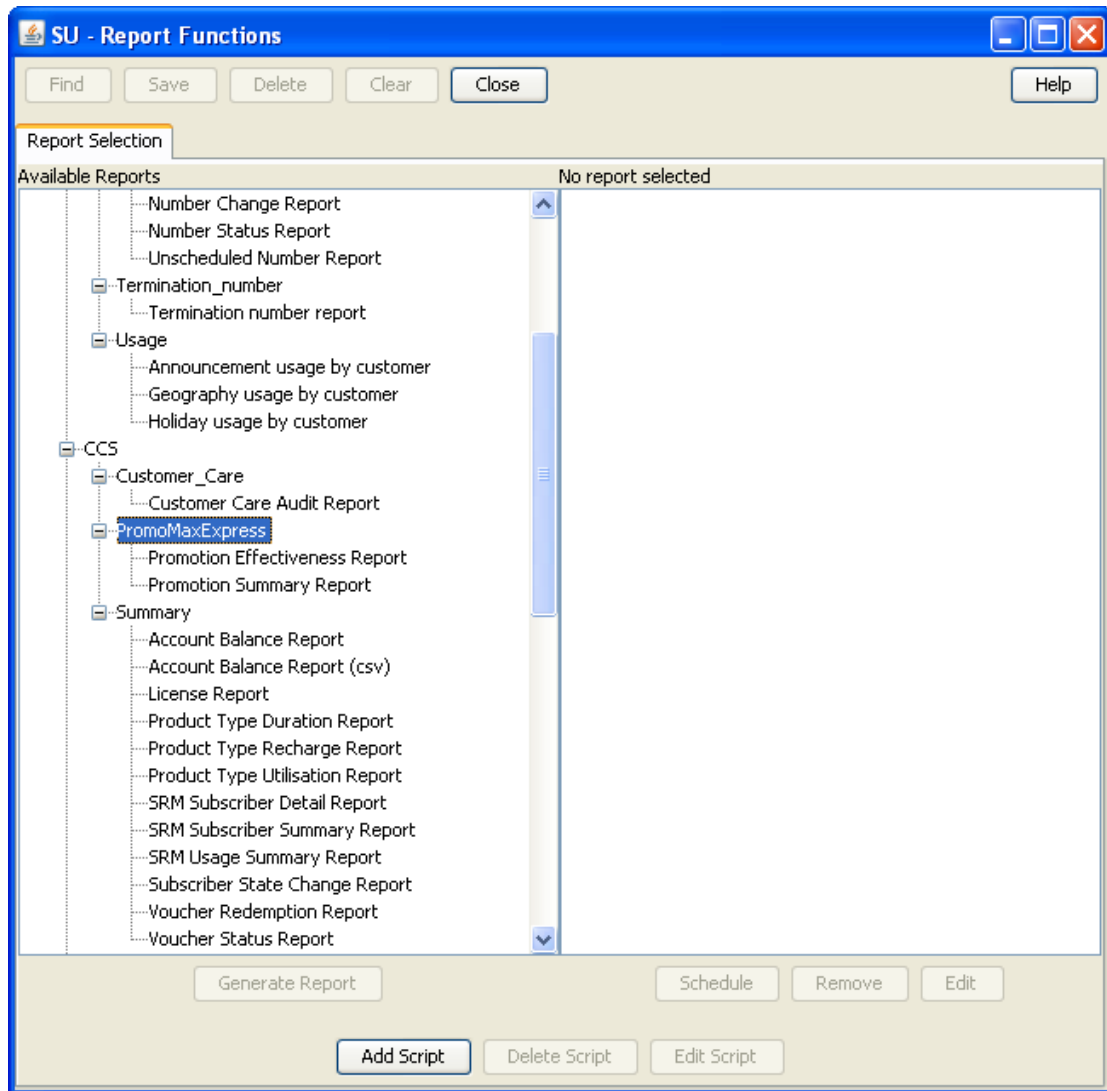 SU - Report Functions
Find Save Delete Clear Close Help
Report Selection
Available Reports No report selected
Number Change Report
Number Status Report
Unscheduled Number Report
Termination_number
Termination number report
Usage
Announcement usage by customer
Geography usage by customer
Holiday usage by customer
CCS
Customer_Care
Customer Care Audit Report
PromoMaxExpress
Promotion Effectiveness Report
Promotion Summary Report
Summary
Account Balance Report
Account Balance Report (csv)
License Report
Product Type Duration Report
Product Type Recharge Report
Product Type Utilisation Report
SRM Subscriber Detail Report
SRM Subscriber Summary Report
SRM Usage Summary Report
Subscriber State Change Report
Voucher Redemption Report
Voucher Status Report
Generate Report Schedule Remove Edit
Add Script Delete Script Edit Script